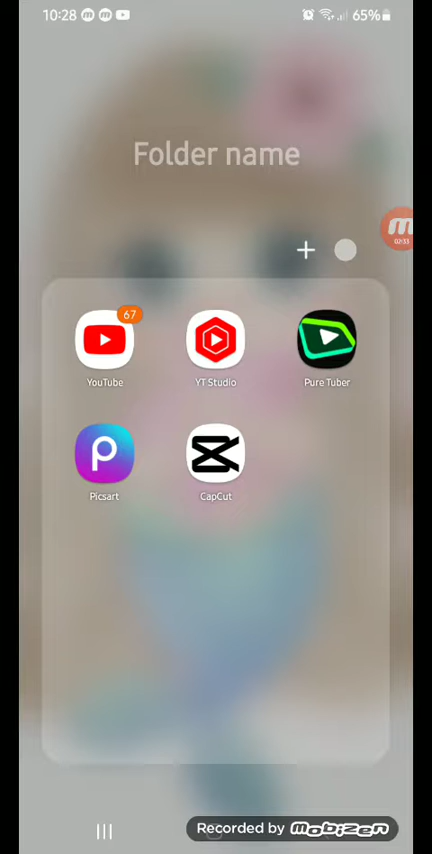 10:28
65%
Folder name
02:33
67
YouTube
YT Studio
Pure Tuber
Picsart
CapCut
Recorded by mobizen